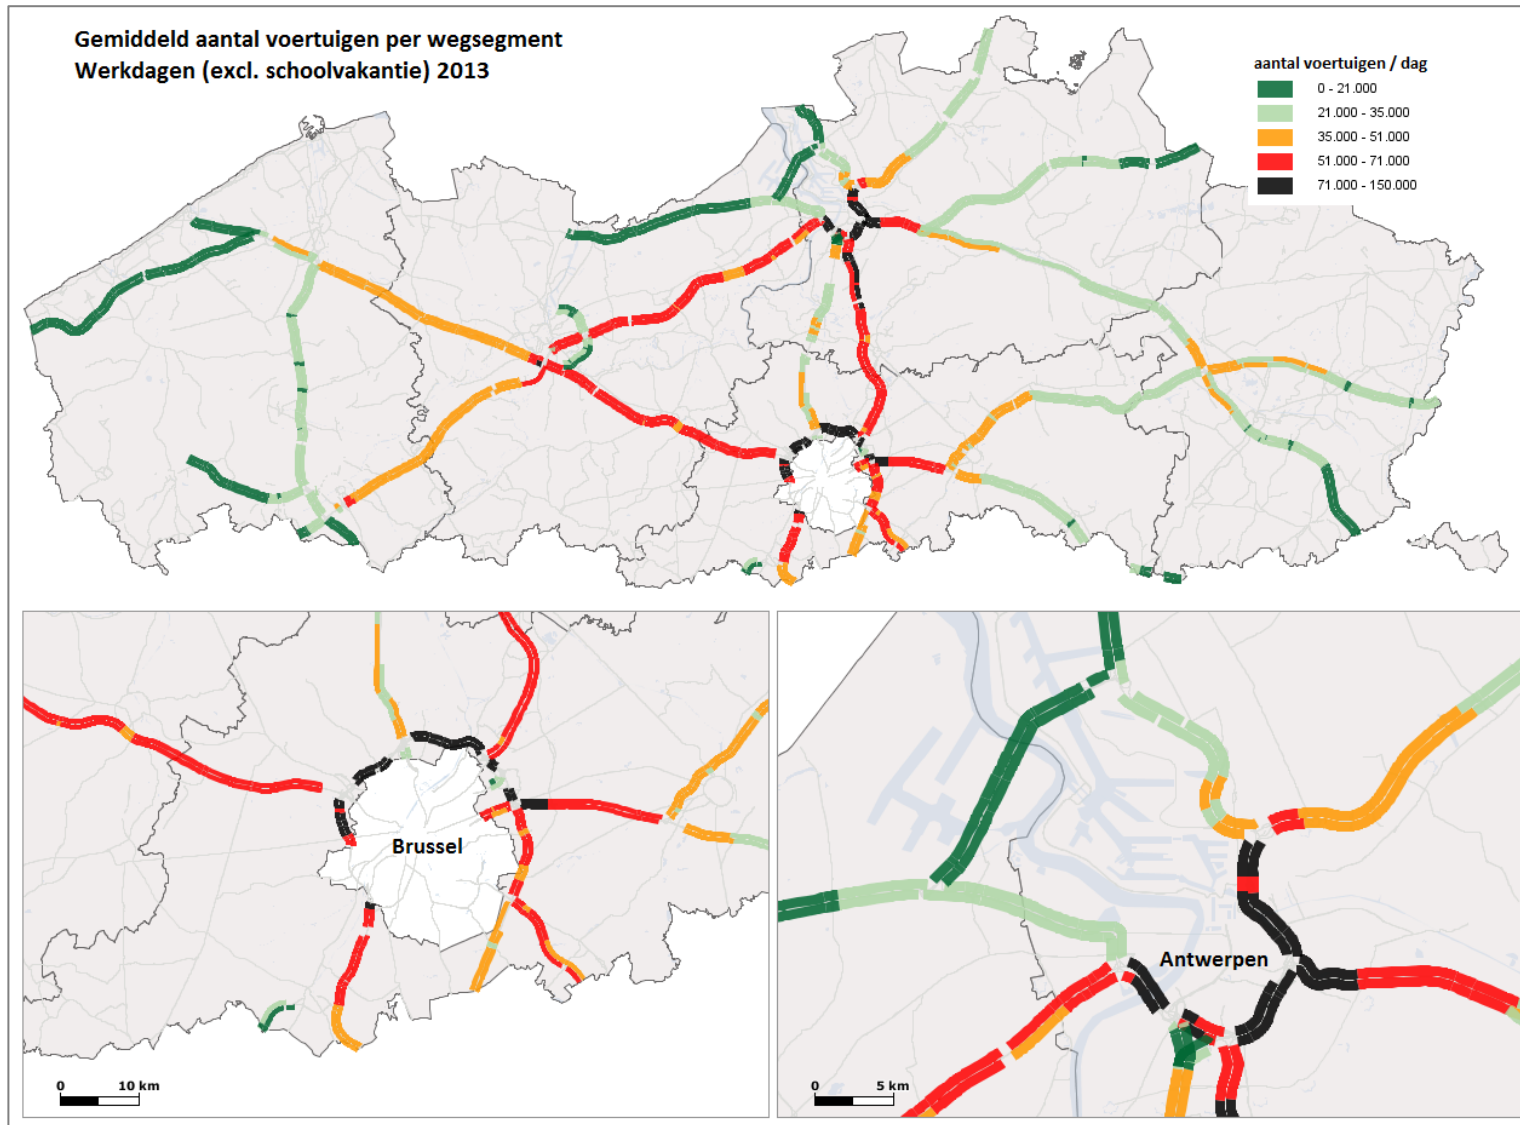 Gemiddeld aantal voertuigen per wegsegment
Werkdagen (excl. schoolvakantie) 2013
aantal voertuigen / dag
0 - 21.000
21.000 - 35.000
35.000 - 51.000
51.000 - 71.000
71.000 - 150.000
Brussel
0 10 km
Antwerpen
0 5 km